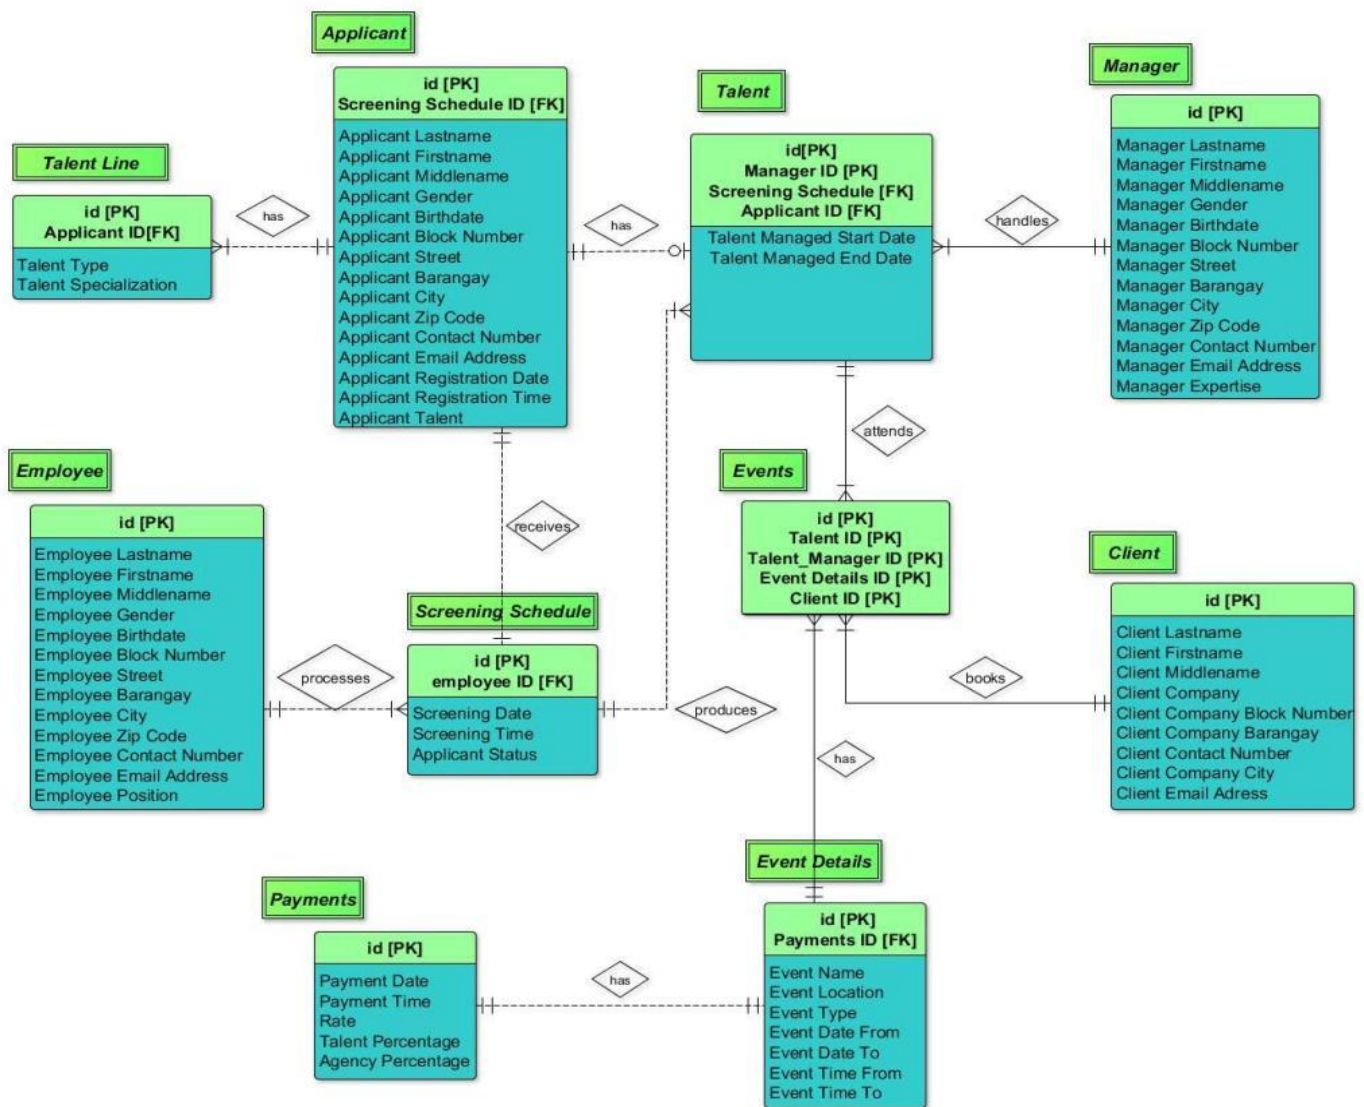 Applicant
id [PK]
Screening Schedule ID [FK]
Applicant Lastname
Applicant Firstname
Applicant Middlename
Applicant Gender
Applicant Birthdate
Applicant Block Number
Applicant Street
Applicant Barangay
Applicant City
Applicant Zip Code
Applicant Contact Number
Applicant Email Address
Applicant Registration Date
Applicant Registration Time
Applicant Talent
Talent
id[PK]
Manager ID [PK]
Screening Schedule [FK]
Applicant ID [FK]
Talent Managed Start Date
Talent Managed End Date
Manager
id [PK]
Manager Lastname
Manager Firstname
Manager Middlename
Manager Gender
Manager Birthdate
Manager Block Number
Manager Street
Manager Barangay
Manager City
Manager Zip Code
Manager Contact Number
Manager Email Address
Manager Expertise
Talent Line
id [PK]
Applicant ID[FK]
Talent Type
Talent Specialization
has
has
handles
attends
Employee
id [PK]
Employee Lastname
Employee Firstname
Employee Middlename
Employee Gender
Employee Birthdate
Employee Block Number
Employee Street
Employee Barangay
Employee City
Employee Zip Code
Employee Contact Number
Employee Email Address
Employee Position
receives
processes
Screening Schedule
id [PK]
employee ID [FK]
Screening Date
Screening Time
Applicant Status
produces
Events
id [PK]
Talent ID [PK]
Talent_Manager ID [PK]
Event Details ID [PK]
Client ID [PK]
books
has
Client
id [PK]
Client Lastname
Client Firstname
Client Middlename
Client Company
Client Company Block Number
Client Company Barangay
Client Contact Number
Client Company City
Client Email Adress
Payments
id [PK]
Payment Date
Payment Time
Rate
Talent Percentage
Agency Percentage
has
Event Details
id [PK]
Payments ID [FK]
Event Name
Event Location
Event Type
Event Date From
Event Date To
Event Time From
Event Time To